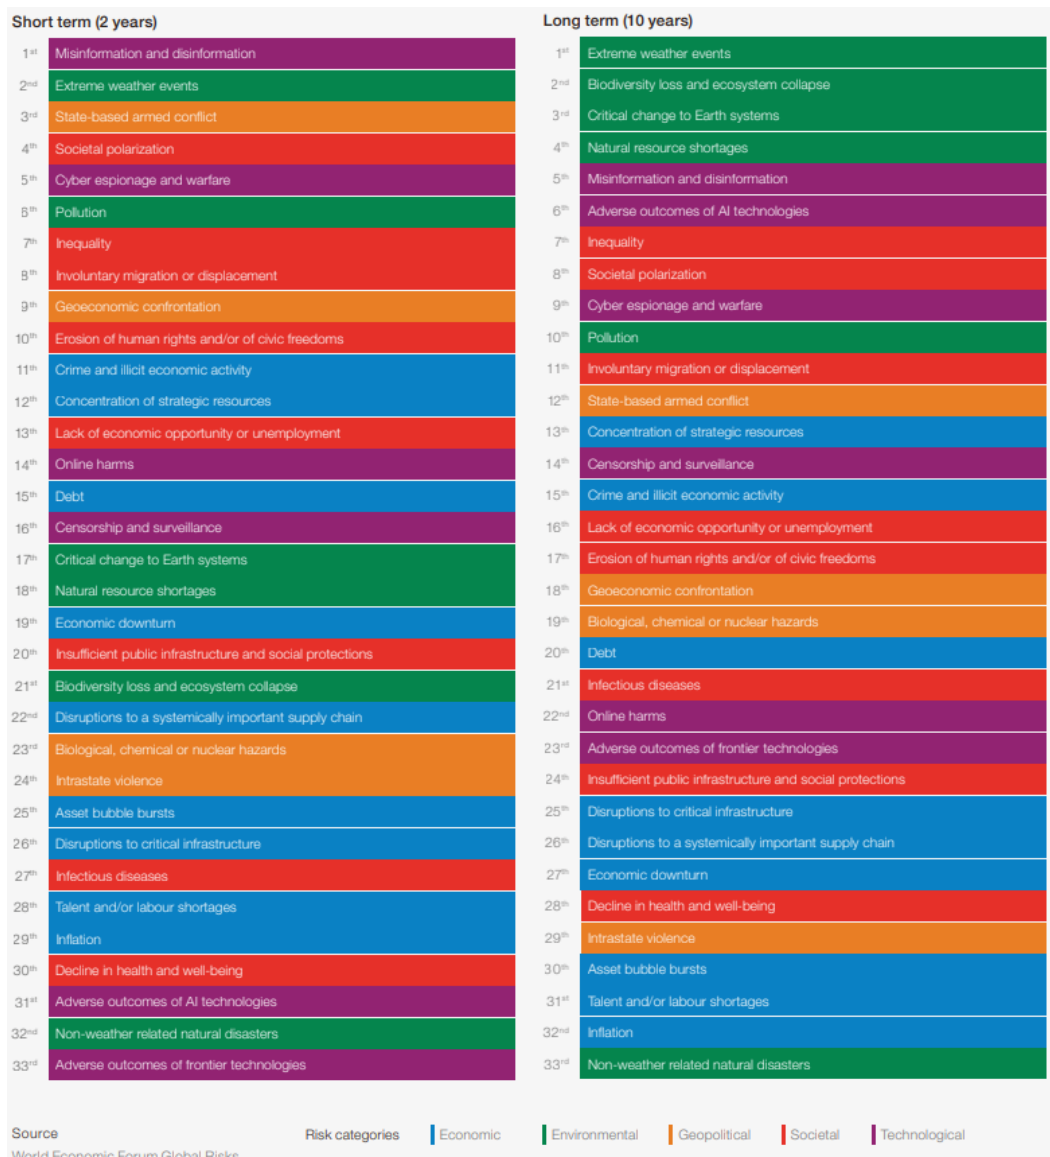 Short term (2 years)
1st Misinformation and disinformation
2nd Extreme weather events
3rd State-based armed conflict
4th Societal polarization
5th Cyber espionage and warfare
6th Pollution
7th Inequality
8th Involuntary migration or displacement
9th Geoeconomic confrontation
10th Erosion of human rights and/or of civic freedoms
11th Crime and illicit economic activity
12th Concentration of strategic resources
13th Lack of economic opportunity or unemployment
14th Online harms
15th Debt
16th Censorship and surveillance
17th Critical change to Earth systems
18th Natural resource shortages
19th Economic downturn
20th Insufficient public infrastructure and social protections
21st Biodiversity loss and ecosystem collapse
22nd Disruptions to a systemically important supply chain
23rd Biological, chemical or nuclear hazards
24th Intrastate violence
25th Asset bubble bursts
26th Disruptions to critical infrastructure
27th Infectious diseases
28th Talent and/or labour shortages
29th Inflation
30th Decline in health and well-being
31st Adverse outcomes of AI technologies
32nd Non-weather related natural disasters
33rd Adverse outcomes of frontier technologies
Long term (10 years)
1st Extreme weather events
2nd Biodiversity loss and ecosystem collapse
3rd Critical change to Earth systems
4th Natural resource shortages
5th Misinformation and disinformation
6th Adverse outcomes of AI technologies
7th Inequality
8th Societal polarization
9th Cyber espionage and warfare
10th Pollution
11th Involuntary migration or displacement
12th State-based armed conflict
13th Concentration of strategic resources
14th Censorship and surveillance
15th Crime and illicit economic activity
16th Lack of economic opportunity or unemployment
17th Erosion of human rights and/or of civic freedoms
18th Geoeconomic confrontation
19th Biological, chemical or nuclear hazards
20th Debt
21st Infectious diseases
22nd Online harms
23rd Adverse outcomes of frontier technologies
24th Insufficient public infrastructure and social protections
25th Disruptions to critical infrastructure
26th Disruptions to a systemically important supply chain
27th Economic downturn
28th Decline in health and well-being
29th Intrastate violence
30th Asset bubble bursts
31st Talent and/or labour shortages
32nd Inflation
33rd Non-weather related natural disasters
Source
World Economic Forum Global Risks
Risk categories Economic Environmental Geopolitical Societal Technological